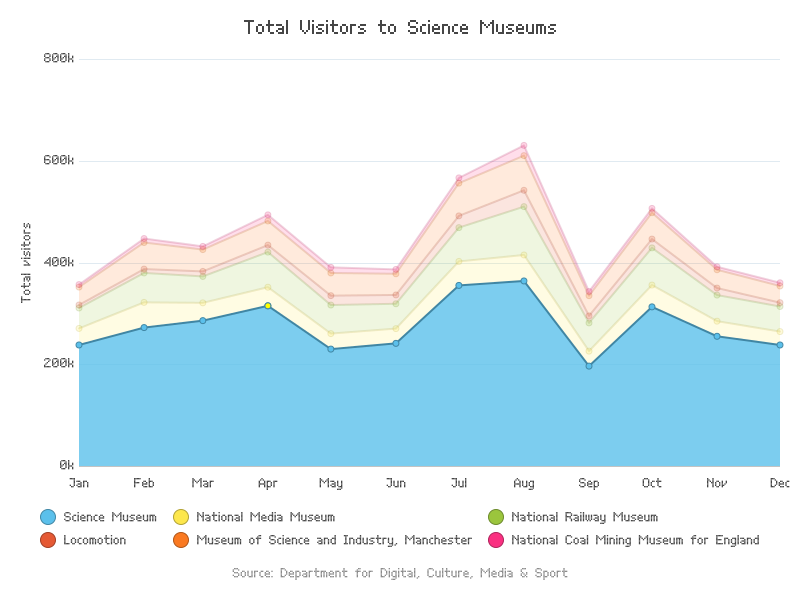 Total Visitors to Science Museums
800k
600k
400k
200k
0k
Total visitors
Jan Feb Mar Apr May Jun Jul Aug Sep Oct Nov Dec
Science Museum National Media Museum National Railway Museum
Locomotion Museum of Science and Industry, Manchester National Coal Mining Museum for England
Source: Department for Digital, Culture, Media & Sport